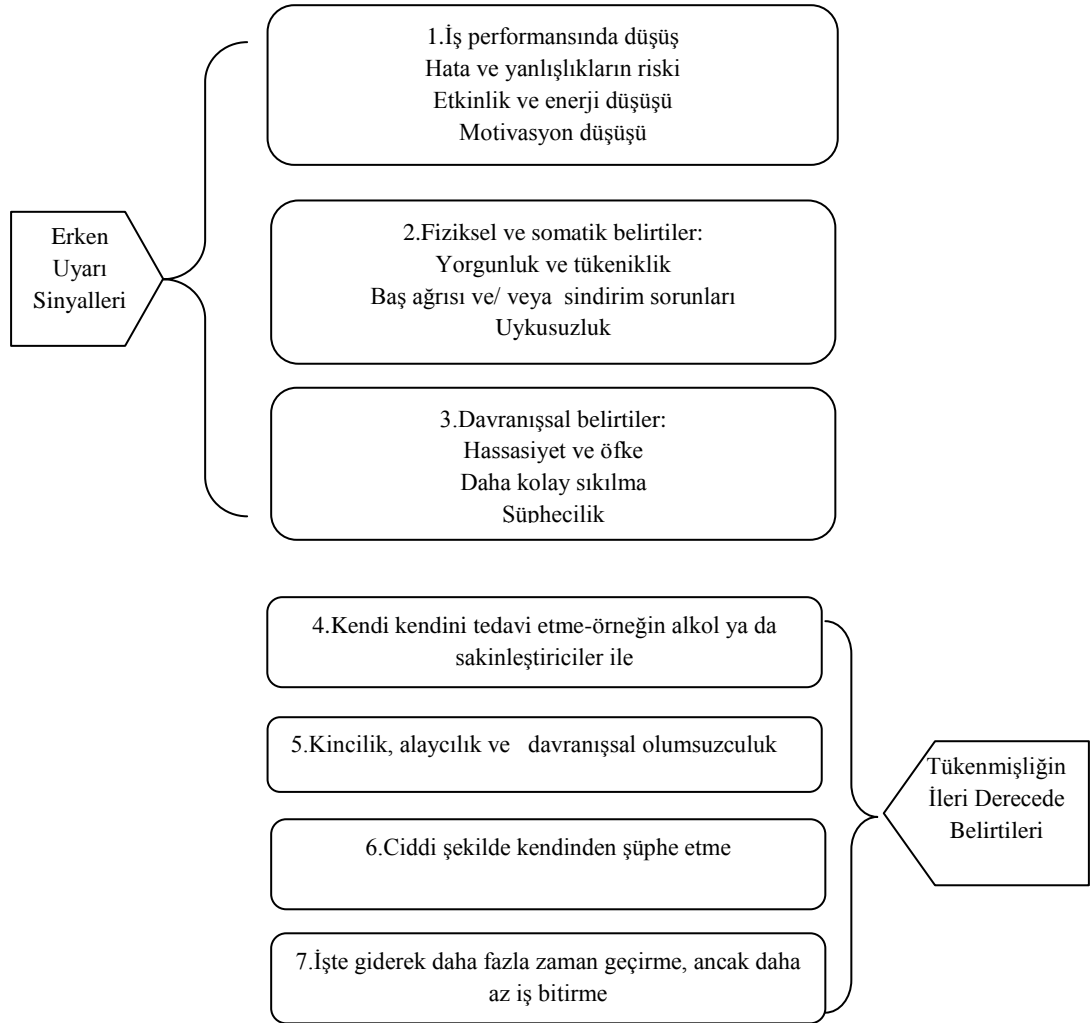 1.İş performansında düşüş
Hata ve yanlışlıkların riski
Etkinlik ve enerji düşüşü
Motivasyon düşüşü
Erken
Uyarı
Sinyalleri
2.Fiziksel ve somatik belirtiler:
Yorgunluk ve tükeniklik
Baş ağrısı ve/ veya sindirim sorunları
Uykusuzluk
3.Davranışsal belirtiler:
Hassasiyet ve öfke
Daha kolay sıkılma
Şüphecilik
4.Kendi kendini tedavi etme-örneğin alkol ya da
sakinleştiriciler ile
5.Kincilik, alaycılık ve davranışsal olumsuzculuk
Tükenmişliğin
İleri Derecede
Belirtileri
6.Ciddi şekilde kendinden şüphe etme
7.İşte giderek daha fazla zaman geçirme, ancak daha
az iş bitirme